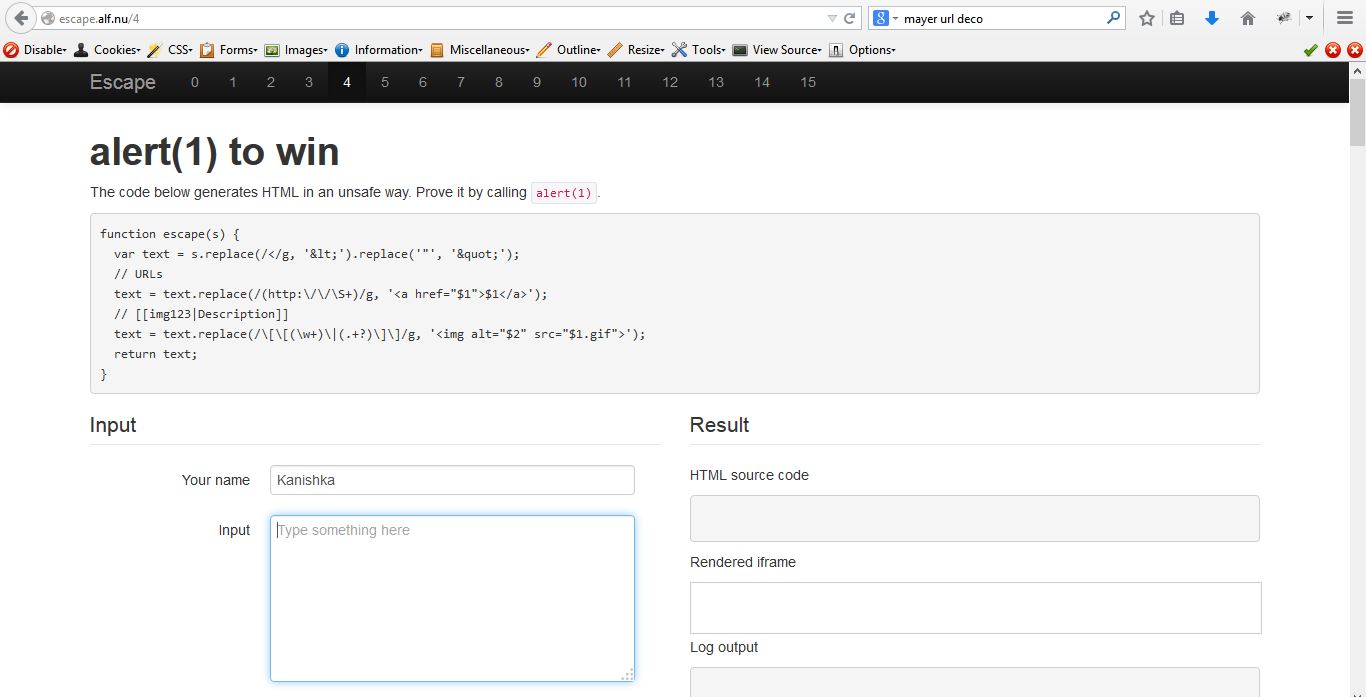 escape.alf.nu/4
8 mayer url deco
Disable Cookies CSS Forms Images Information Miscellaneous Outline Resize Tools View Source Options
Escape 0 1 2 3 4 5 6 7 8 9 10 11 12 13 14 15
alert(1) to win
The code below generates HTML in an unsafe way. Prove it by calling alert(1).
function escape(s) {
  var text = s.replace(/</g, '&lt;').replace('"', '&quot;');
  // URLs
  text = text.replace(/(http:\/\/\S+)/g, '<a href="$1">$1</a>');
  // [[img123|Description]]
  text = text.replace(/\[\[(\w+)\|(.+?)\]\]/g, '<img alt="$2" src="$1.gif">');
  return text;
}
Input
Your name Kanishka
Input Type something here
Result
HTML source code
Rendered iframe
Log output